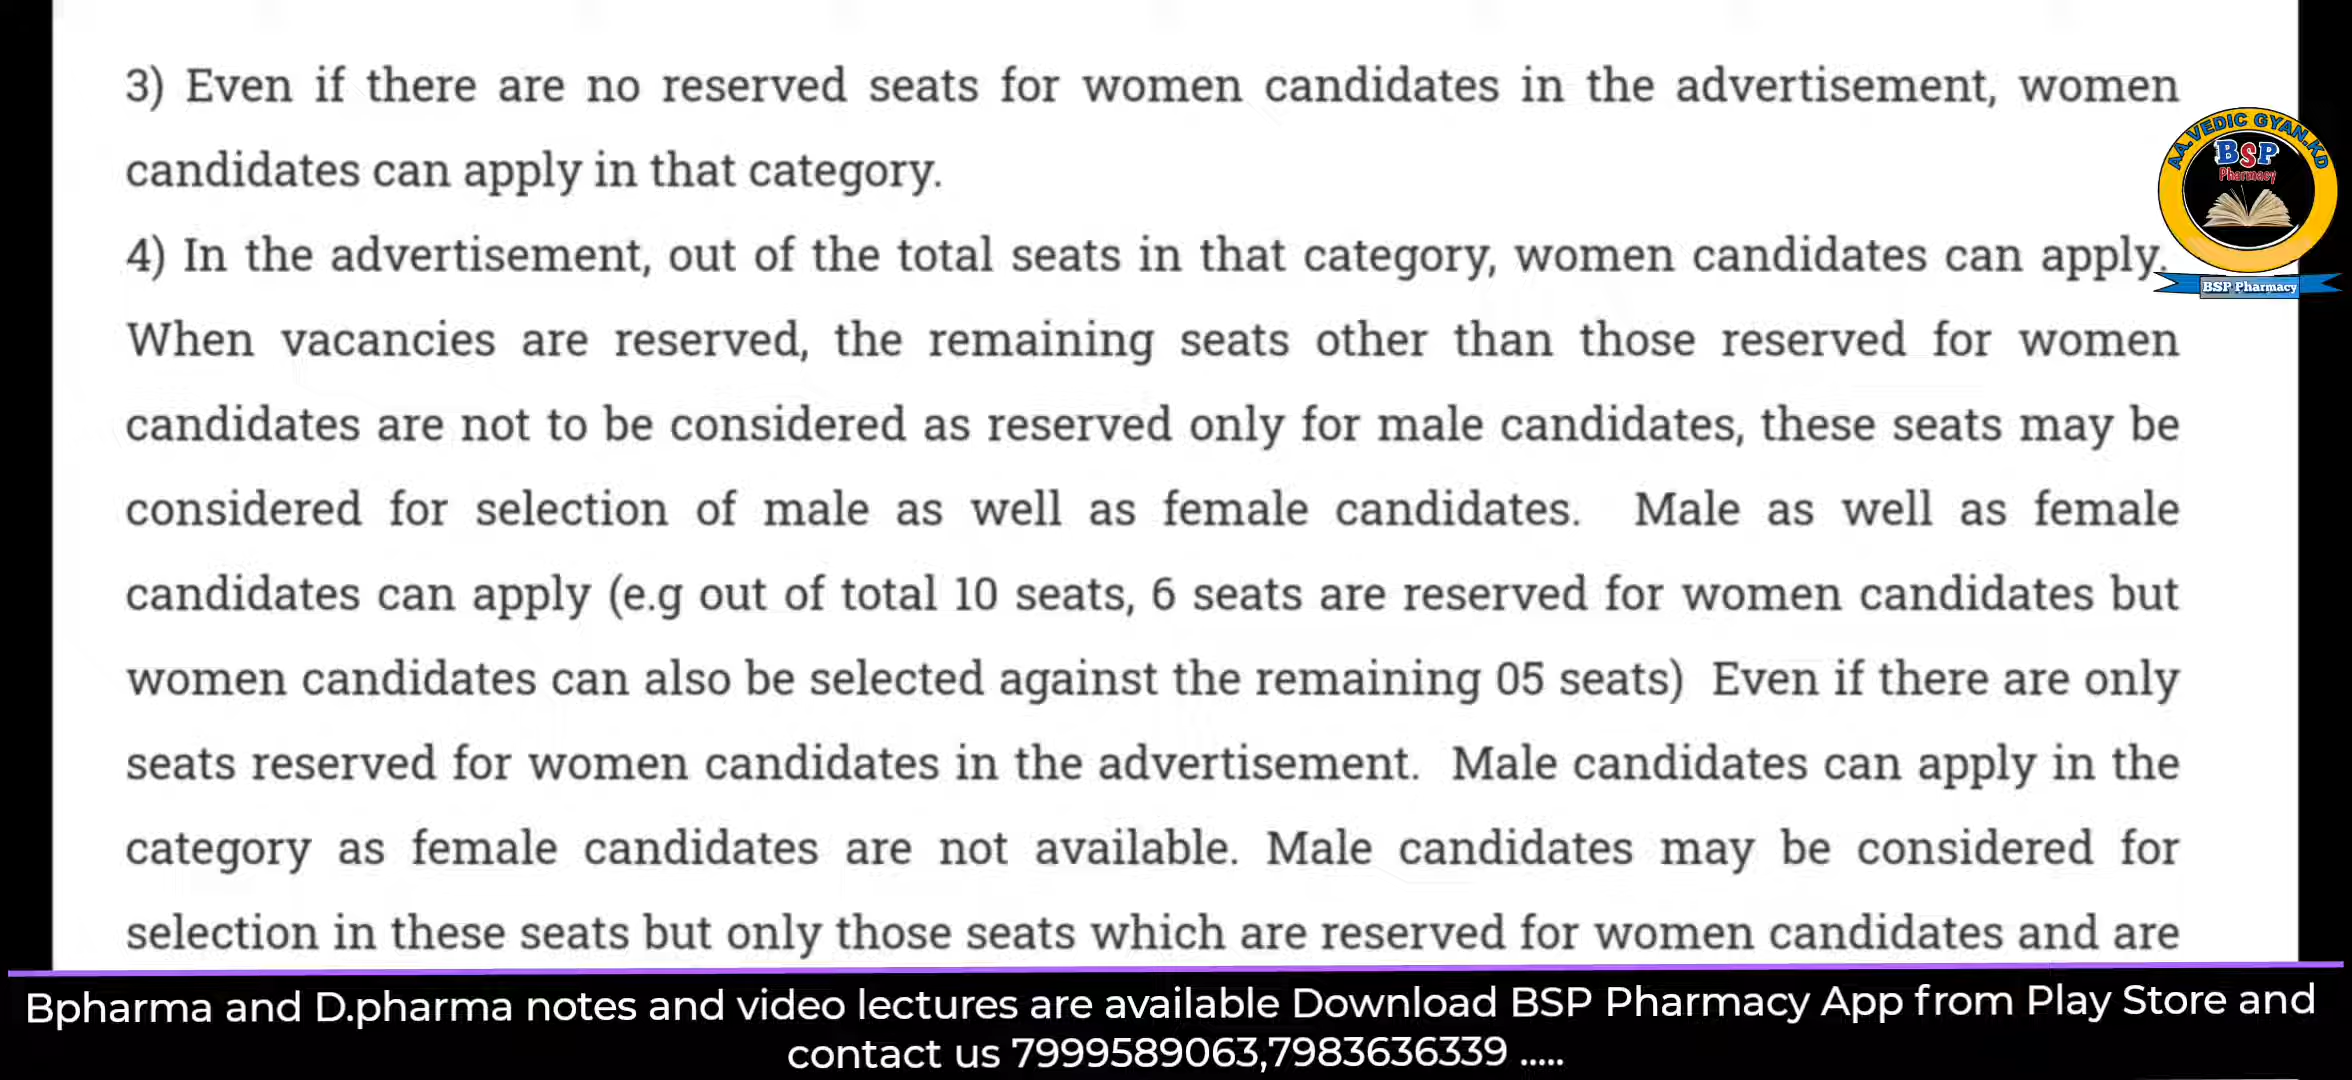 3) Even if there are no reserved seats for women candidates in the advertisement, women
candidates can apply in that category.
4) In the advertisement, out of the total seats in that category, women candidates can apply.
When vacancies are reserved, the remaining seats other than those reserved for women
candidates are not to be considered as reserved only for male candidates, these seats may be
considered for selection of male as well as female candidates. Male as well as female
candidates can apply (e.g out of total 10 seats, 6 seats are reserved for women candidates but
women candidates can also be selected against the remaining 05 seats) Even if there are only
seats reserved for women candidates in the advertisement. Male candidates can apply in the
category as female candidates are not available. Male candidates may be considered for
selection in these seats but only those seats which are reserved for women candidates and are
AA.VEDIC GYAN.KD
BSP
Pharmacy
BSP Pharmacy
Bpharma and D.pharma notes and video lectures are available Download BSP Pharmacy App from Play Store and
contact us 7999589063,7983636339 .....